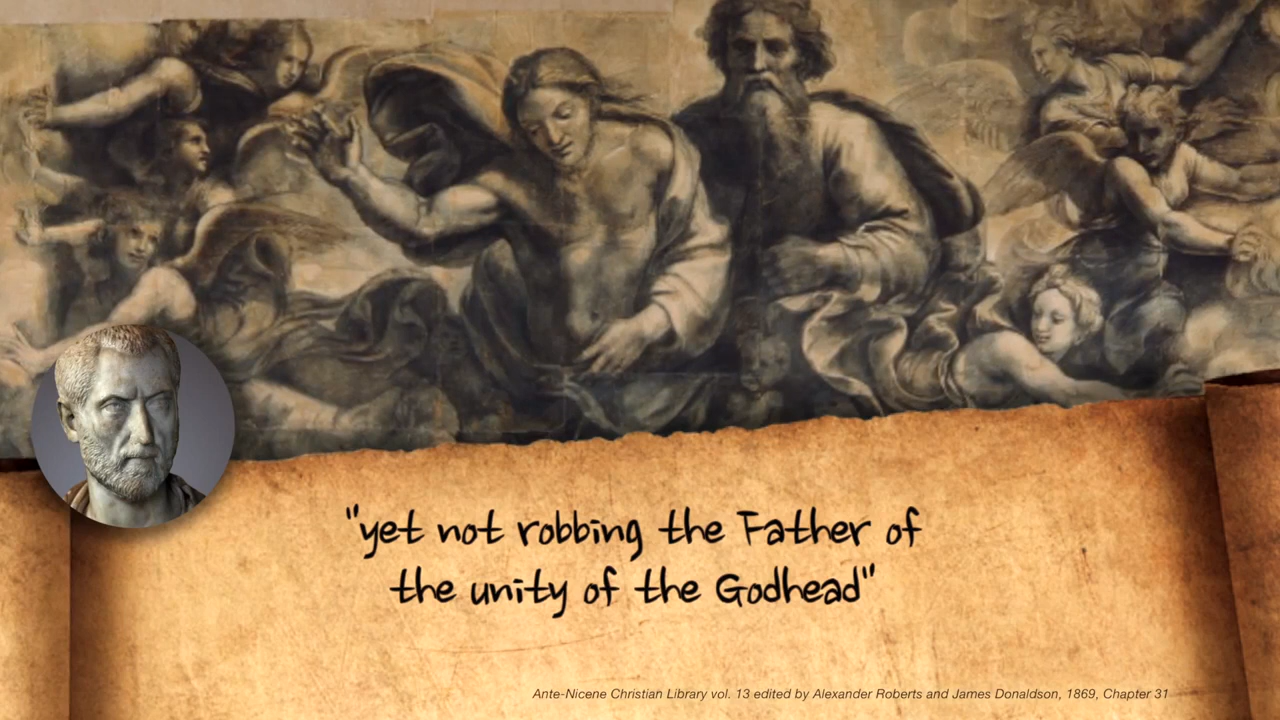 "yet not robbing the Father of
the unity of the Godhead"
Ante-Nicene Christian Library vol. 13 edited by Alexander Roberts and James Donaldson, 1869, Chapter 31